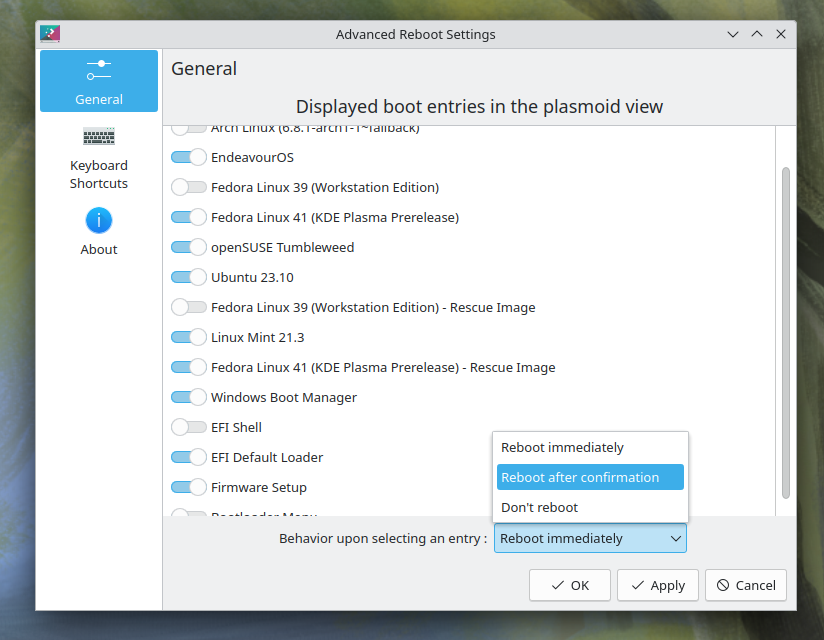 Advanced Reboot Settings
General
Keyboard
Shortcuts
About
General
Displayed boot entries in the plasmoid view
Arch Linux (6.8.1-arch1-1~fallback)
EndeavourOS
Fedora Linux 39 (Workstation Edition)
Fedora Linux 41 (KDE Plasma Prerelease)
openSUSE Tumbleweed
Ubuntu 23.10
Fedora Linux 39 (Workstation Edition) - Rescue Image
Linux Mint 21.3
Fedora Linux 41 (KDE Plasma Prerelease) - Rescue Image
Windows Boot Manager
EFI Shell
EFI Default Loader
Firmware Setup
Bootloader Menu
Reboot immediately
Reboot after confirmation
Don't reboot
Behavior upon selecting an entry : Reboot immediately
OK Apply Cancel